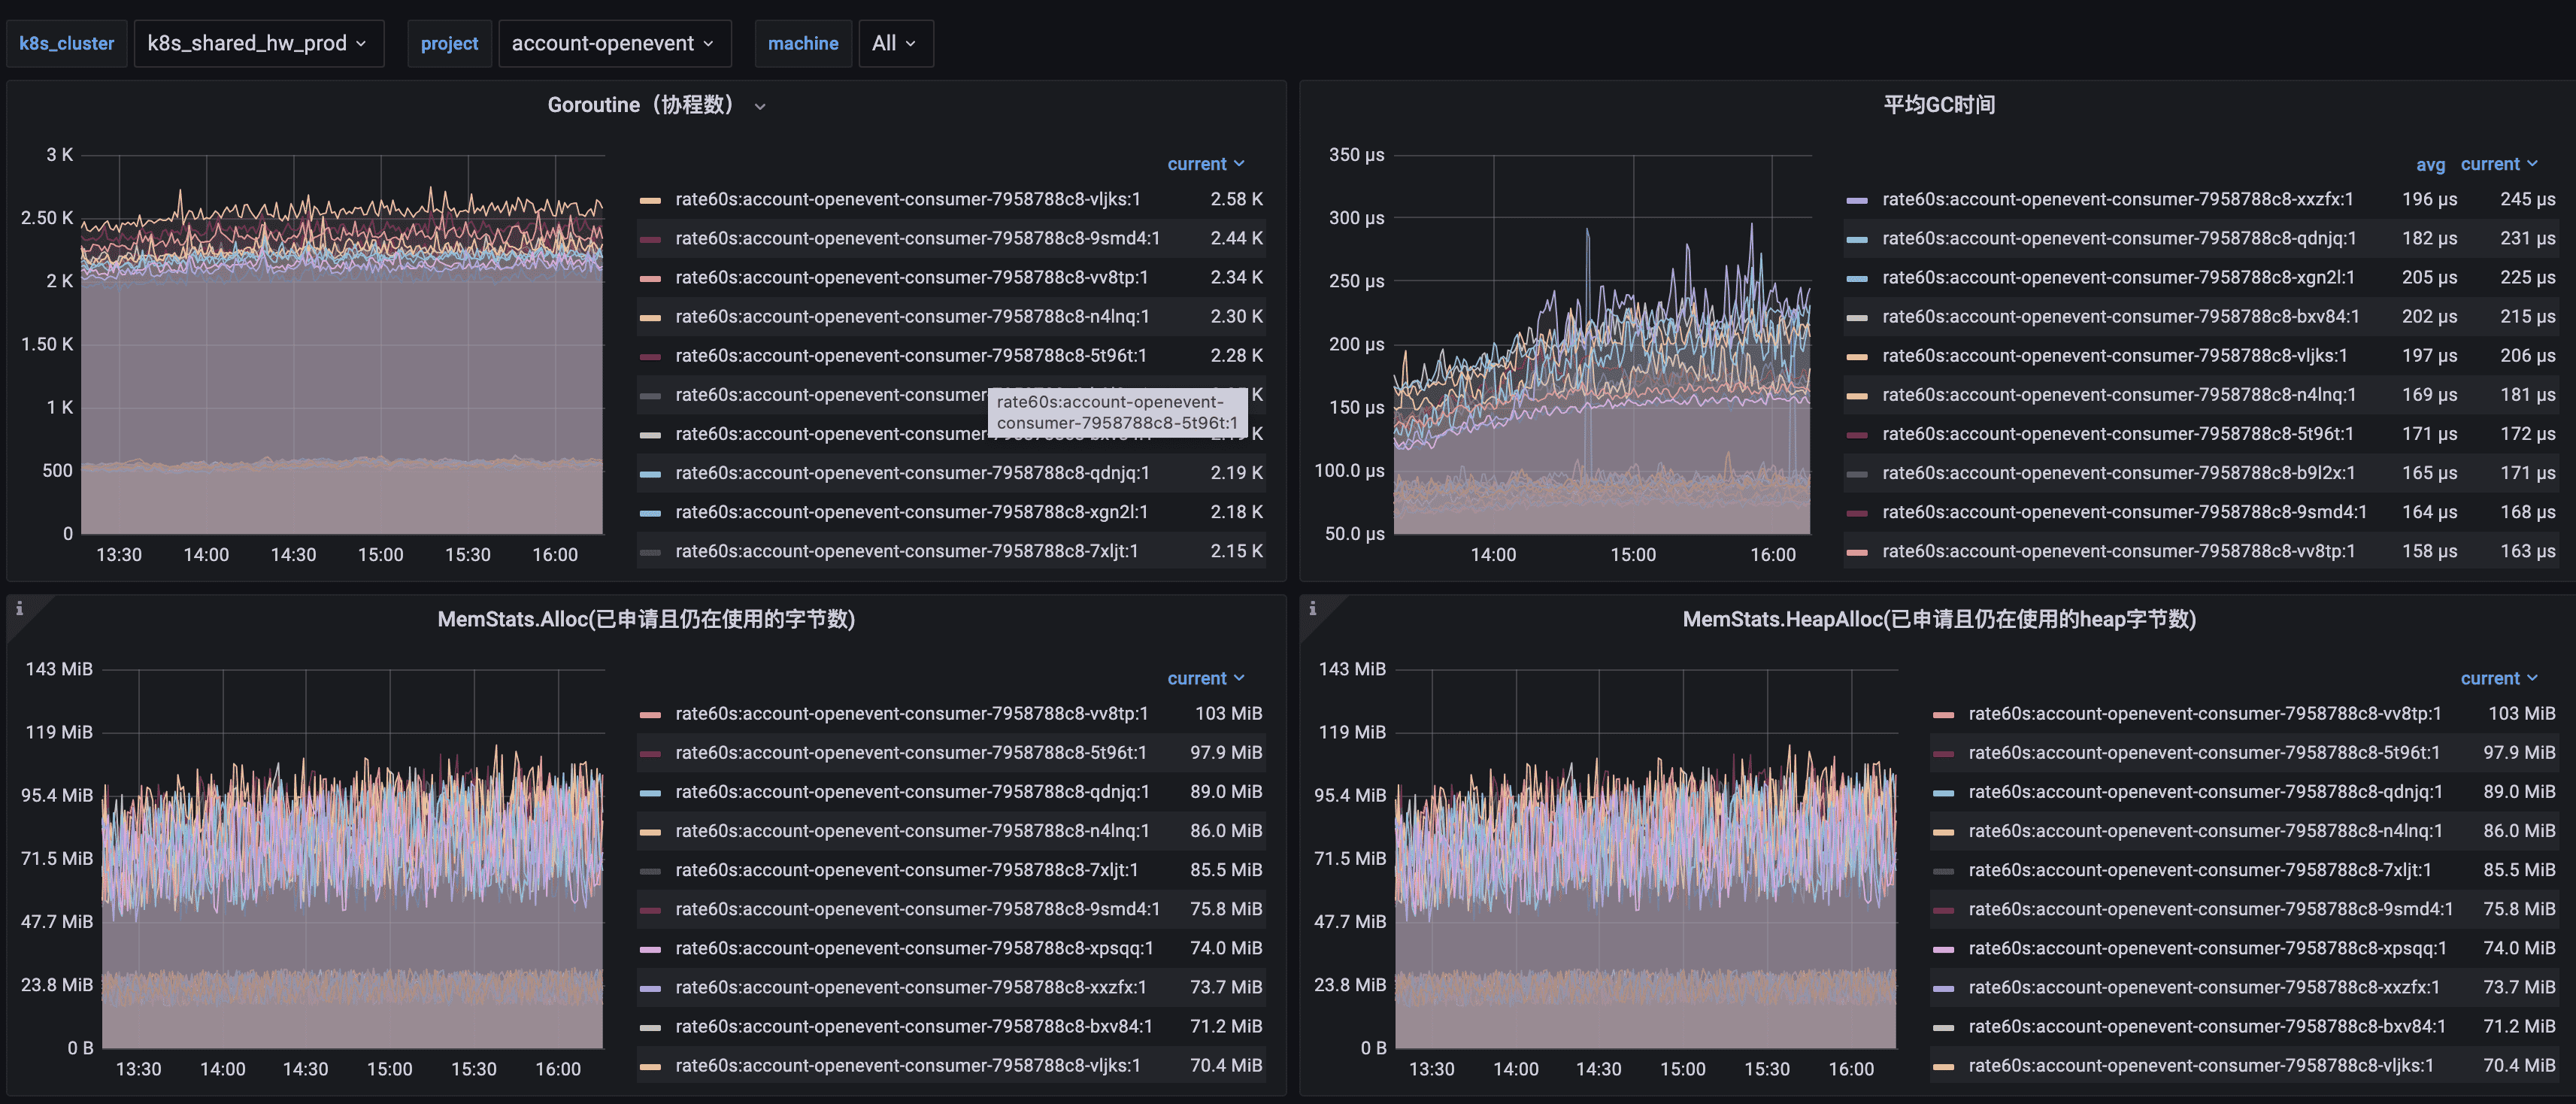 k8s_cluster k8s_shared_hw_prod project account-openevent machine All
Goroutine（协程数）
3 K
2.50 K
2 K
1.50 K
1 K
500
0
13:30 14:00 14:30 15:00 15:30 16:00
current
rate60s:account-openevent-consumer-7958788c8-vljks:1 2.58 K
rate60s:account-openevent-consumer-7958788c8-9smd4:1 2.44 K
rate60s:account-openevent-consumer-7958788c8-vv8tp:1 2.34 K
rate60s:account-openevent-consumer-7958788c8-n4lnq:1 2.30 K
rate60s:account-openevent-consumer-7958788c8-5t96t:1 2.28 K
rate60s:account-openevent-consumer- K
rate60s:account-openevent-consumer- K
rate60s:account-openevent-
consumer-7958788c8-5t96t:1
rate60s:account-openevent-consumer-7958788c8-qdnjq:1 2.19 K
rate60s:account-openevent-consumer-7958788c8-xgn2l:1 2.18 K
rate60s:account-openevent-consumer-7958788c8-7xljt:1 2.15 K
平均GC时间
350 µs
300 µs
250 µs
200 µs
150 µs
100.0 µs
50.0 µs
14:00 15:00 16:00
avg current
rate60s:account-openevent-consumer-7958788c8-xxzfx:1 196 µs 245 µs
rate60s:account-openevent-consumer-7958788c8-qdnjq:1 182 µs 231 µs
rate60s:account-openevent-consumer-7958788c8-xgn2l:1 205 µs 225 µs
rate60s:account-openevent-consumer-7958788c8-bxv84:1 202 µs 215 µs
rate60s:account-openevent-consumer-7958788c8-vljks:1 197 µs 206 µs
rate60s:account-openevent-consumer-7958788c8-n4lnq:1 169 µs 181 µs
rate60s:account-openevent-consumer-7958788c8-5t96t:1 171 µs 172 µs
rate60s:account-openevent-consumer-7958788c8-b9l2x:1 165 µs 171 µs
rate60s:account-openevent-consumer-7958788c8-9smd4:1 164 µs 168 µs
rate60s:account-openevent-consumer-7958788c8-vv8tp:1 158 µs 163 µs
i
MemStats.Alloc(已申请且仍在使用的字节数)
143 MiB
119 MiB
95.4 MiB
71.5 MiB
47.7 MiB
23.8 MiB
0 B
13:30 14:00 14:30 15:00 15:30 16:00
current
rate60s:account-openevent-consumer-7958788c8-vv8tp:1 103 MiB
rate60s:account-openevent-consumer-7958788c8-5t96t:1 97.9 MiB
rate60s:account-openevent-consumer-7958788c8-qdnjq:1 89.0 MiB
rate60s:account-openevent-consumer-7958788c8-n4lnq:1 86.0 MiB
rate60s:account-openevent-consumer-7958788c8-7xljt:1 85.5 MiB
rate60s:account-openevent-consumer-7958788c8-9smd4:1 75.8 MiB
rate60s:account-openevent-consumer-7958788c8-xpsqq:1 74.0 MiB
rate60s:account-openevent-consumer-7958788c8-xxzfx:1 73.7 MiB
rate60s:account-openevent-consumer-7958788c8-bxv84:1 71.2 MiB
rate60s:account-openevent-consumer-7958788c8-vljks:1 70.4 MiB
i
MemStats.HeapAlloc(已申请且仍在使用的heap字节数)
143 MiB
119 MiB
95.4 MiB
71.5 MiB
47.7 MiB
23.8 MiB
0 B
13:30 14:00 14:30 15:00 15:30 16:00
current
rate60s:account-openevent-consumer-7958788c8-vv8tp:1 103 MiB
rate60s:account-openevent-consumer-7958788c8-5t96t:1 97.9 MiB
rate60s:account-openevent-consumer-7958788c8-qdnjq:1 89.0 MiB
rate60s:account-openevent-consumer-7958788c8-n4lnq:1 86.0 MiB
rate60s:account-openevent-consumer-7958788c8-7xljt:1 85.5 MiB
rate60s:account-openevent-consumer-7958788c8-9smd4:1 75.8 MiB
rate60s:account-openevent-consumer-7958788c8-xpsqq:1 74.0 MiB
rate60s:account-openevent-consumer-7958788c8-xxzfx:1 73.7 MiB
rate60s:account-openevent-consumer-7958788c8-bxv84:1 71.2 MiB
rate60s:account-openevent-consumer-7958788c8-vljks:1 70.4 MiB